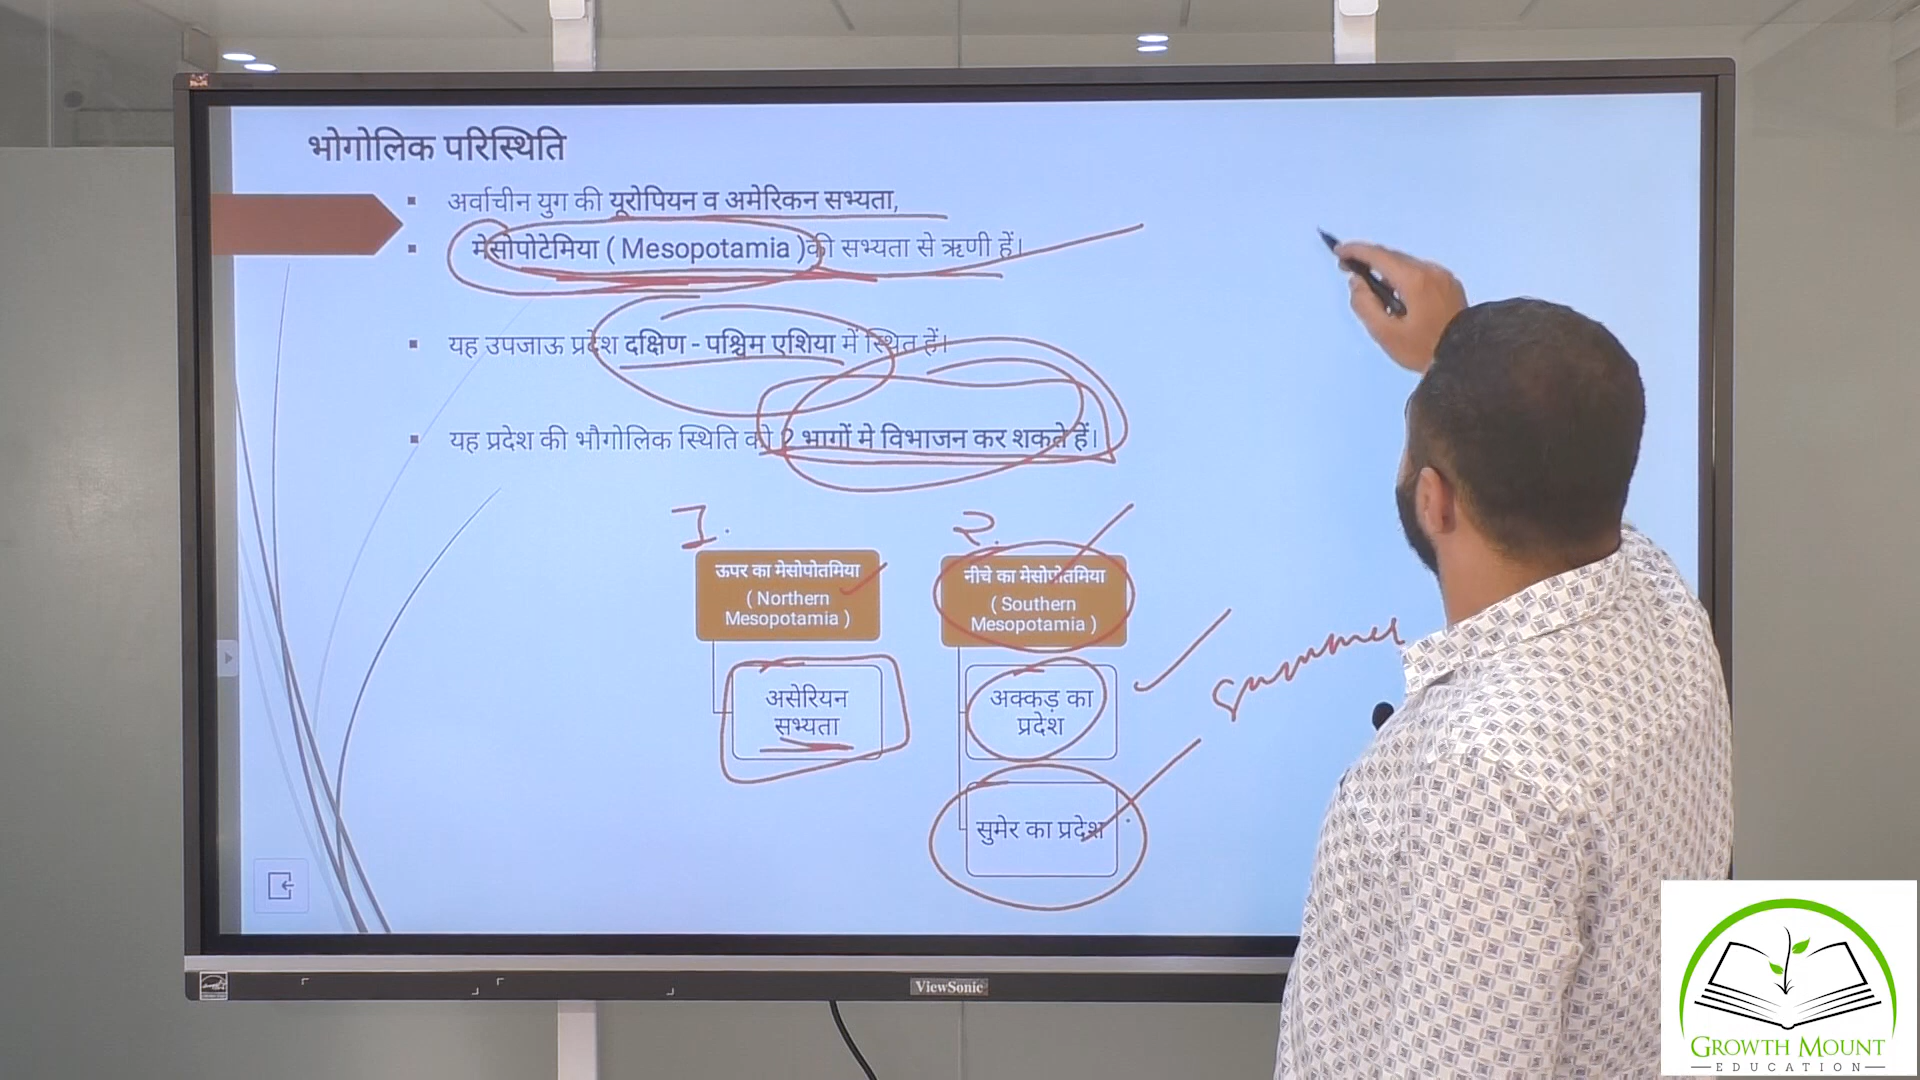 भोगोलिक परिस्थिति
▪ अर्वाचीन युग की यूरोपियन व अमेरिकन सभ्यता,
▪ मेसोपोटेमिया ( Mesopotamia )की सभ्यता से ऋणी हें।
▪ यह उपजाऊ प्रदेश दक्षिण - पश्चिम एशिया में स्थित हें।
▪ यह प्रदेश की भौगोलिक स्थिति को 2 भागों मे विभाजन कर शकते हें।
1.
2.
ऊपर का मेसोपोतमिया
( Northern
Mesopotamia )
असेरियन
सभ्यता
नीचे का मेसोपोतमिया
( Southern
Mesopotamia )
अक्कड़ का
प्रदेश
सुमेर का प्रदेश
summer
ViewSonic
GROWTH MOUNT
EDUCATION